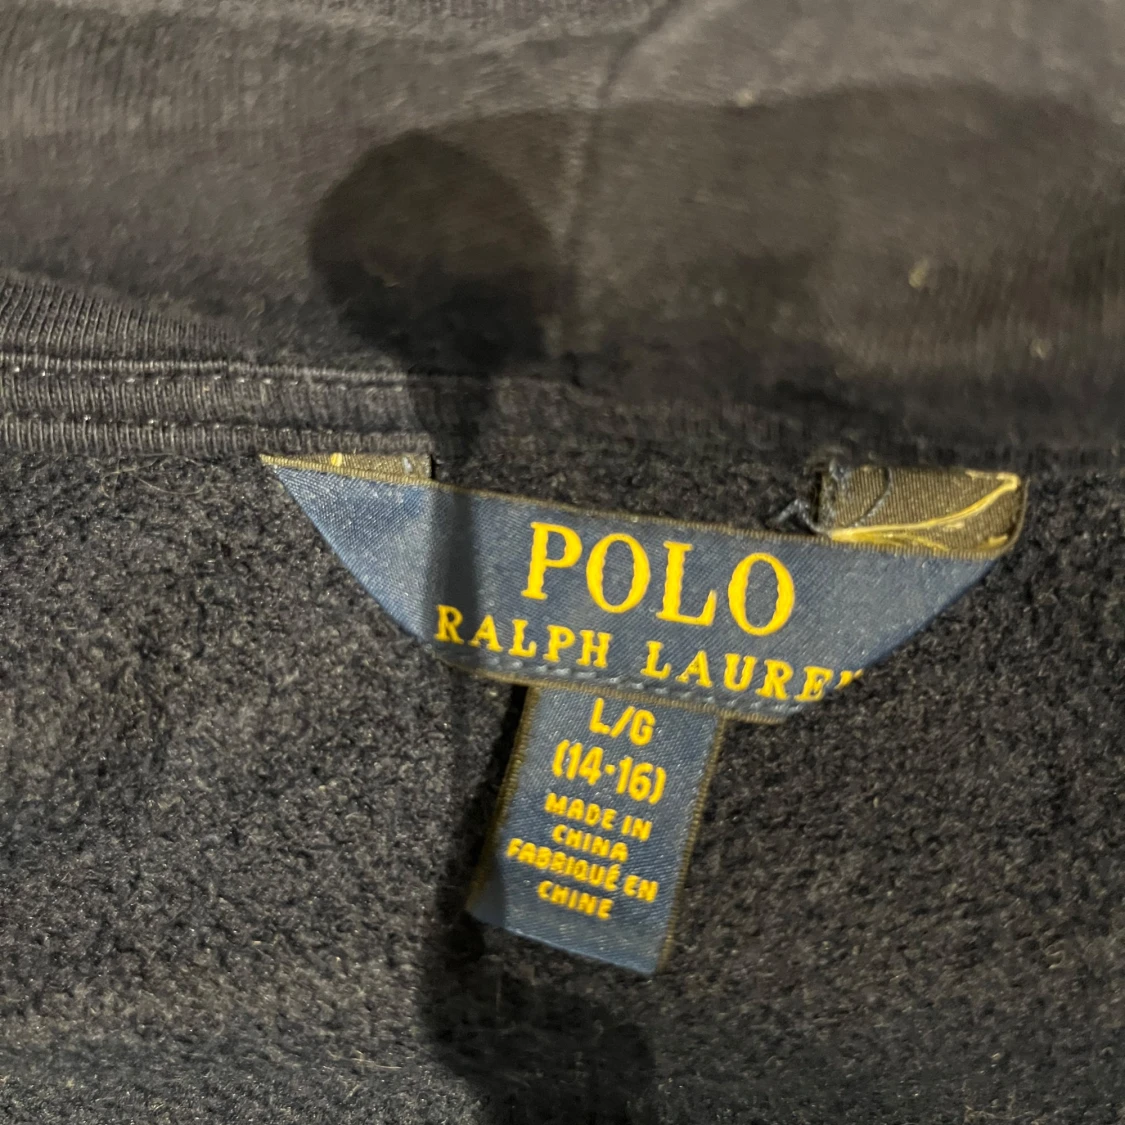 POLO
RALPH LAUREN
L/G
(14-16)
MADE IN
CHINA
FABRIQUÉ EN
CHINE